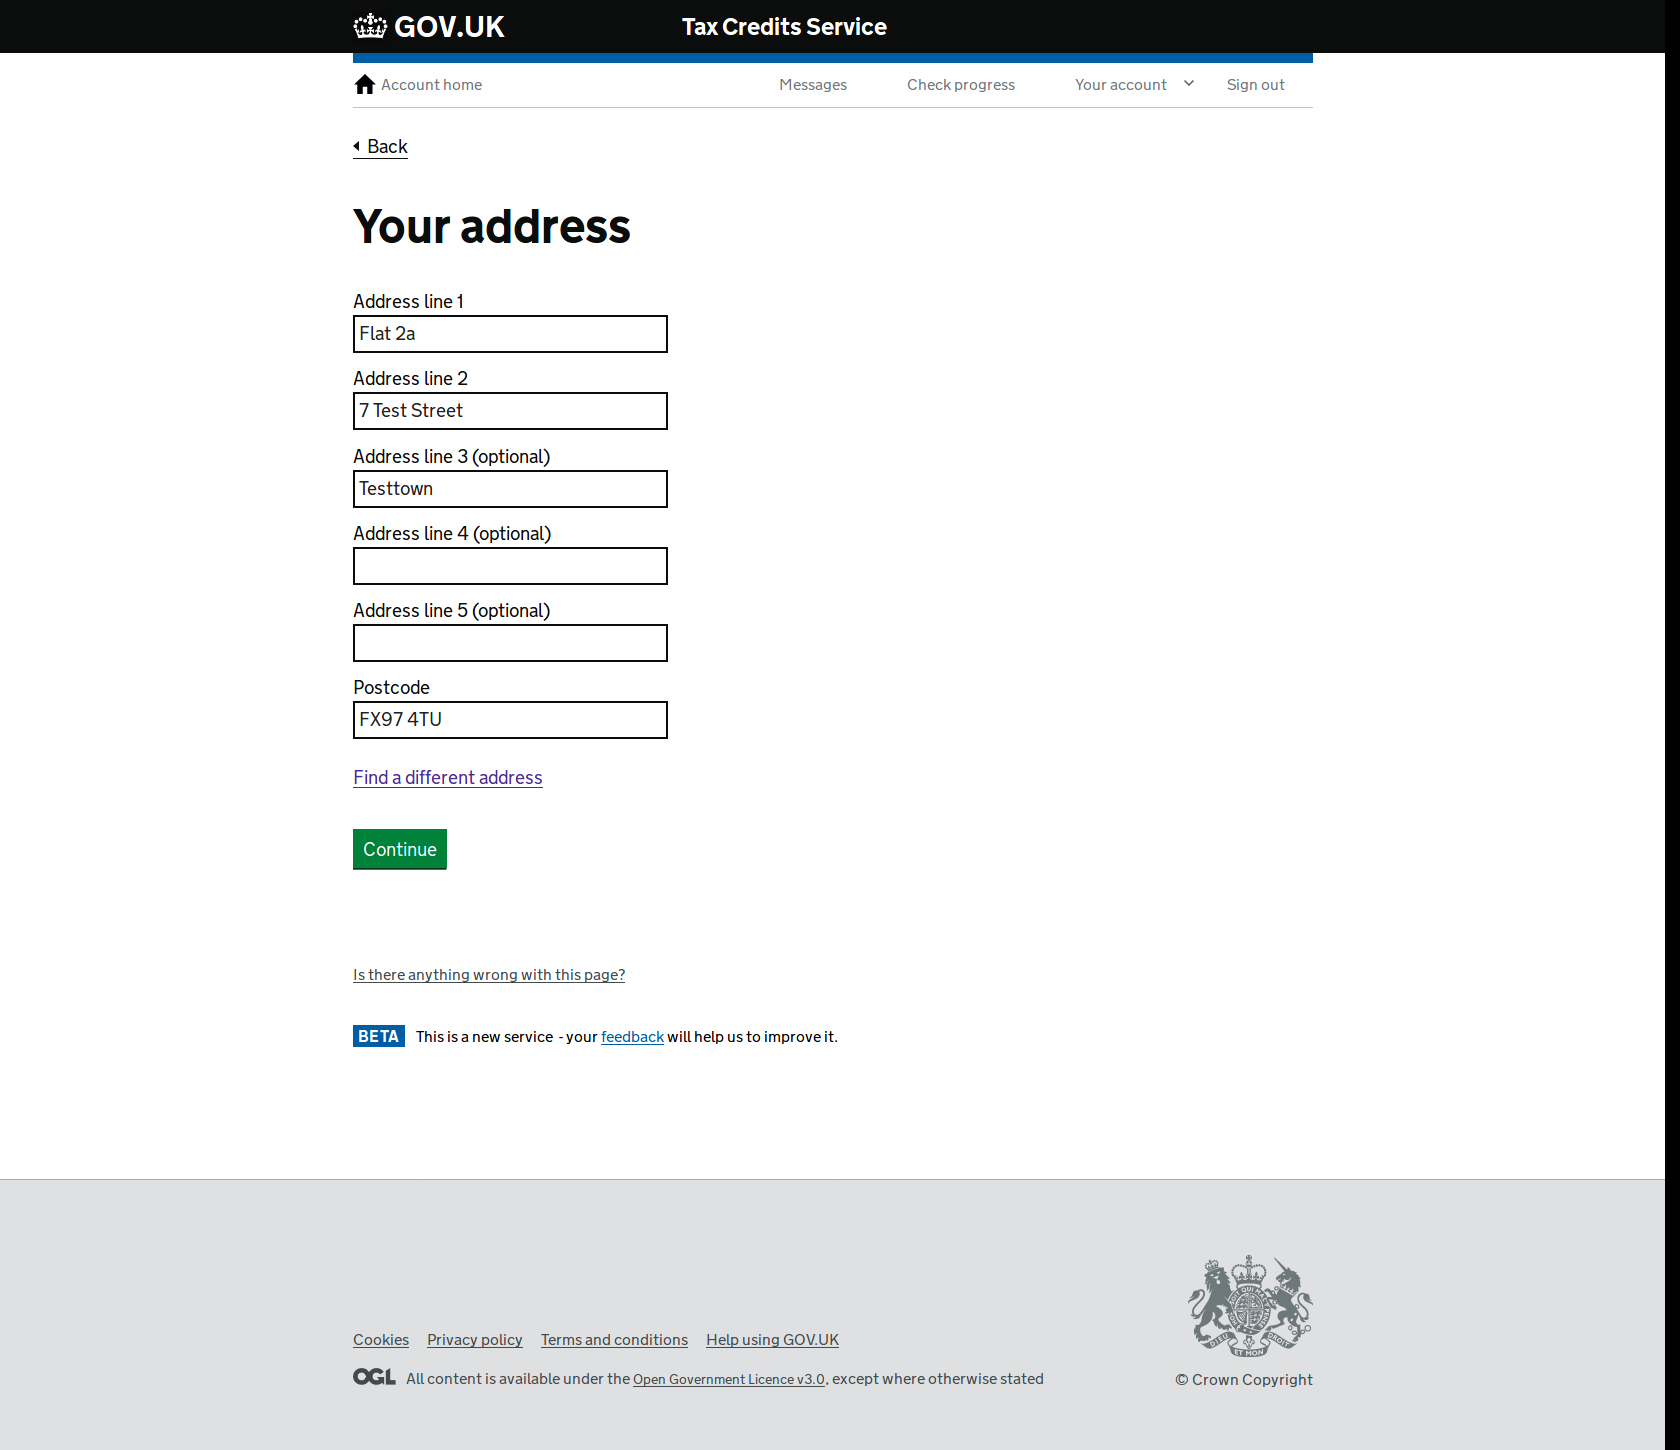 GOV.UK
Tax Credits Service
Account home
Messages
Check progress
Your account
Sign out
Back
Your address
Address line 1
Flat 2a
Address line 2
7 Test Street
Address line 3 (optional)
Testtown
Address line 4 (optional)
Address line 5 (optional)
Postcode
FX97 4TU
Find a different address
Continue
Is there anything wrong with this page?
BETA This is a new service - your feedback will help us to improve it.
Cookies Privacy policy Terms and conditions Help using GOV.UK
OGL All content is available under the Open Government Licence v3.0, except where otherwise stated
DIEU ET MON DROIT
© Crown Copyright